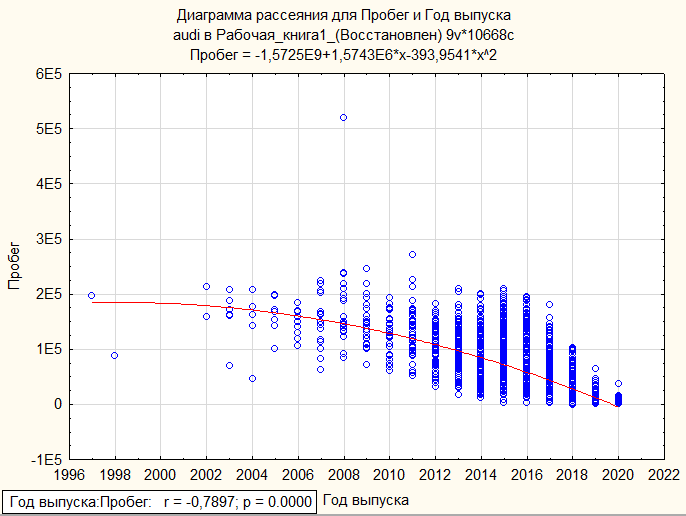 Диаграмма рассеяния для Пробег и Год выпуска
audi в Рабочая_книга1_(Восстановлен) 9v*10668c
Пробег = -1,5725E9+1,5743E6*x-393,9541*x^2
6E5
5E5
4E5
3E5
2E5
1E5
0
-1E5
Пробег
1996 1998 2000 2002 2004 2006 2008 2010 2012 2014 2016 2018 2020 2022
Год выпуска:Пробег: r = -0,7897; p = 0.0000
Год выпуска